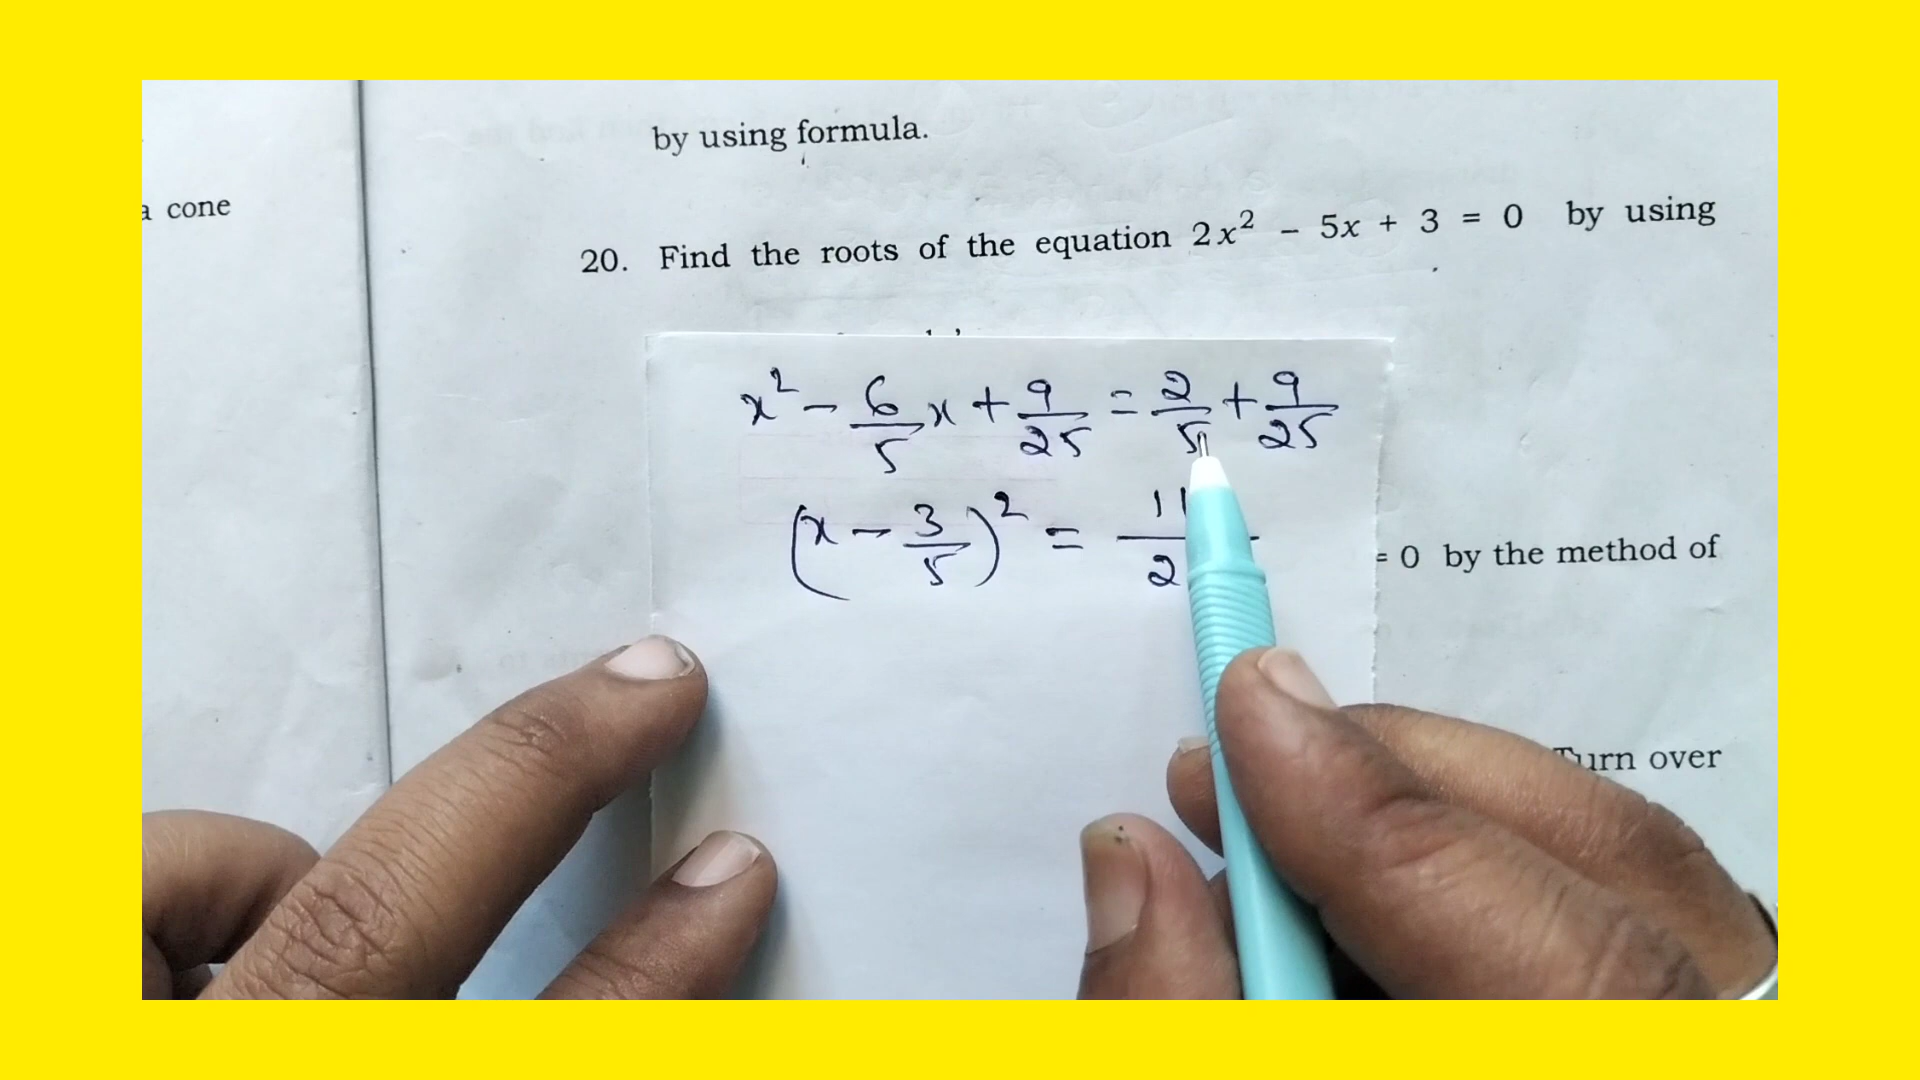 by using formula.
a cone
20. Find the roots of the equation 2x² - 5x + 3 = 0 by using
x² - 6/5 x + 9/25 = 2/5 + 9/25
(x - 3/5)² = 11 / 2
= 0 by the method of
Turn over